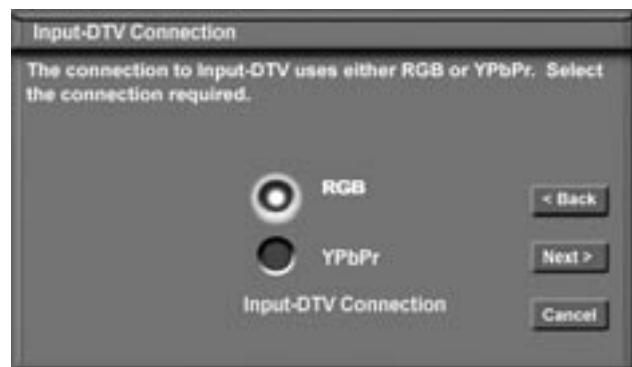 Input-DTV Connection
The connection to Input-DTV uses either RGB or YPbPr. Select
the connection required.
RGB
< Back
YPbPr
Next >
Input-DTV Connection
Cancel